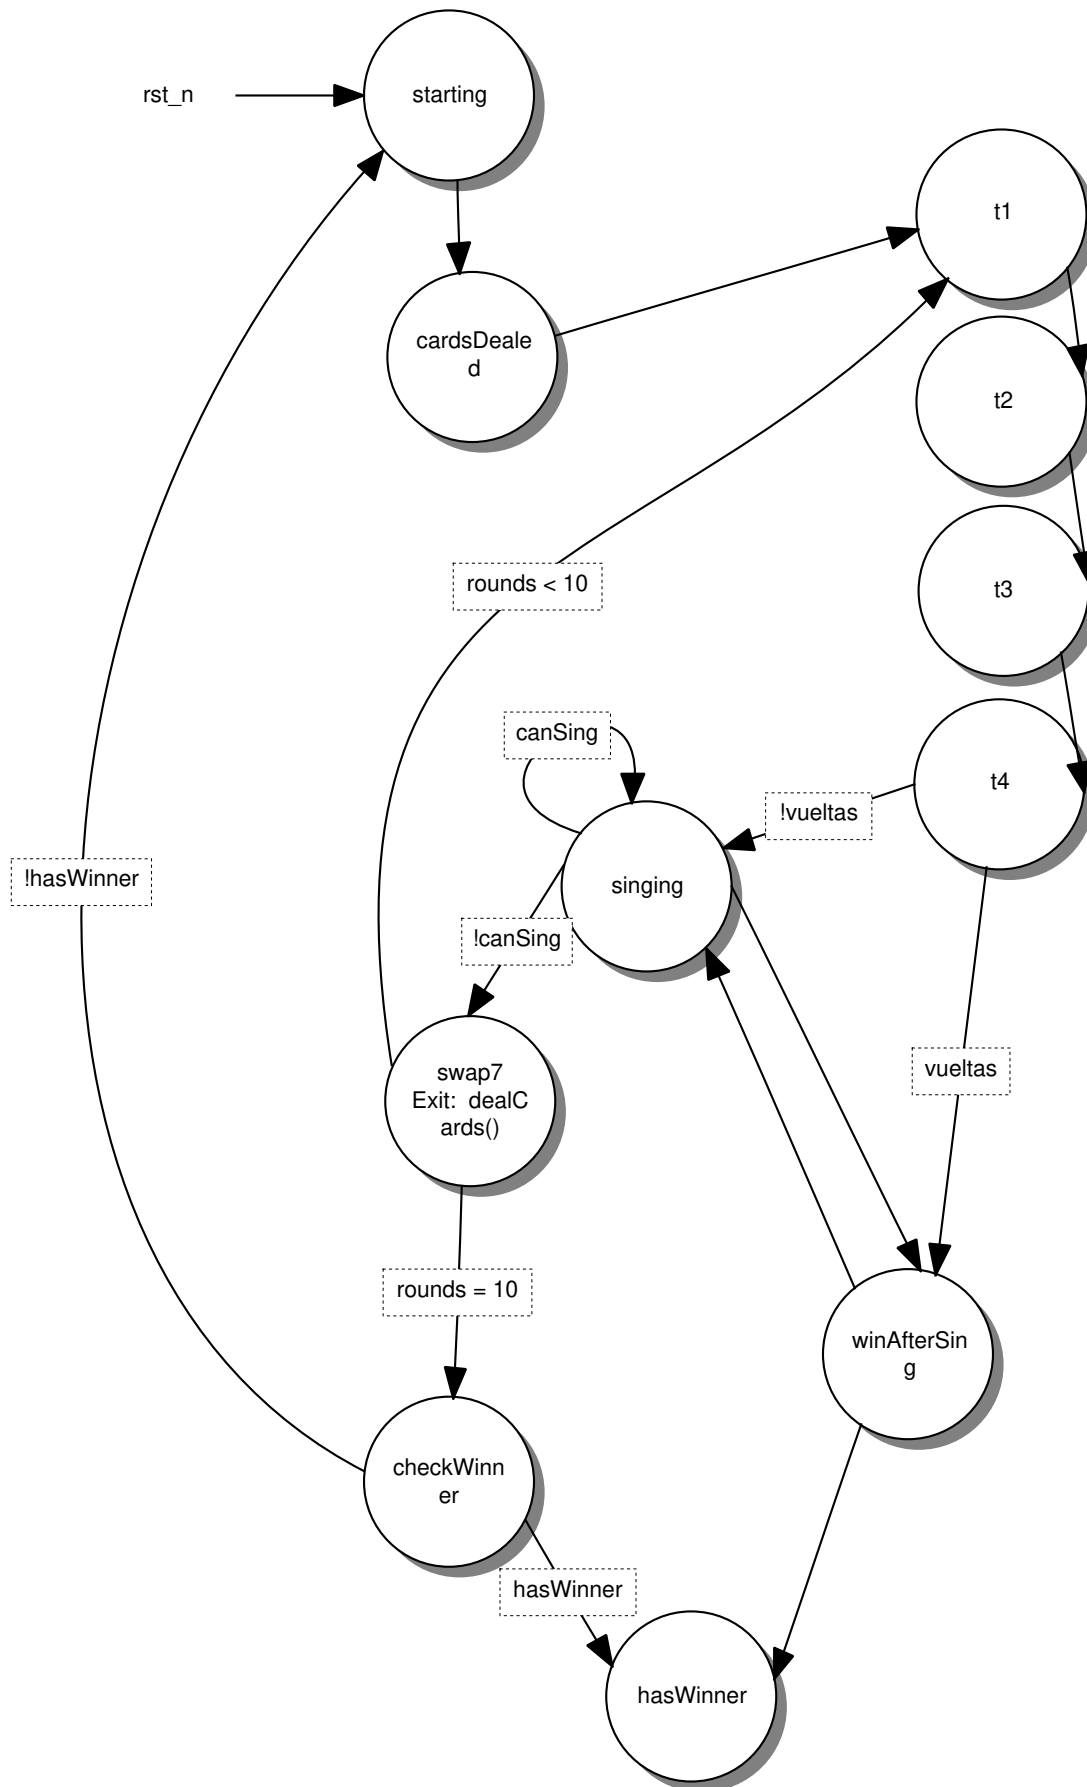 rst_n
starting
t1
cardsDeale
d
t2
rounds < 10
t3
canSing
t4
!vueltas
!hasWinner
singing
!canSing
swap7
Exit:  dealC
ards()
vueltas
rounds = 10
winAfterSin
g
checkWinn
er
hasWinner
hasWinner